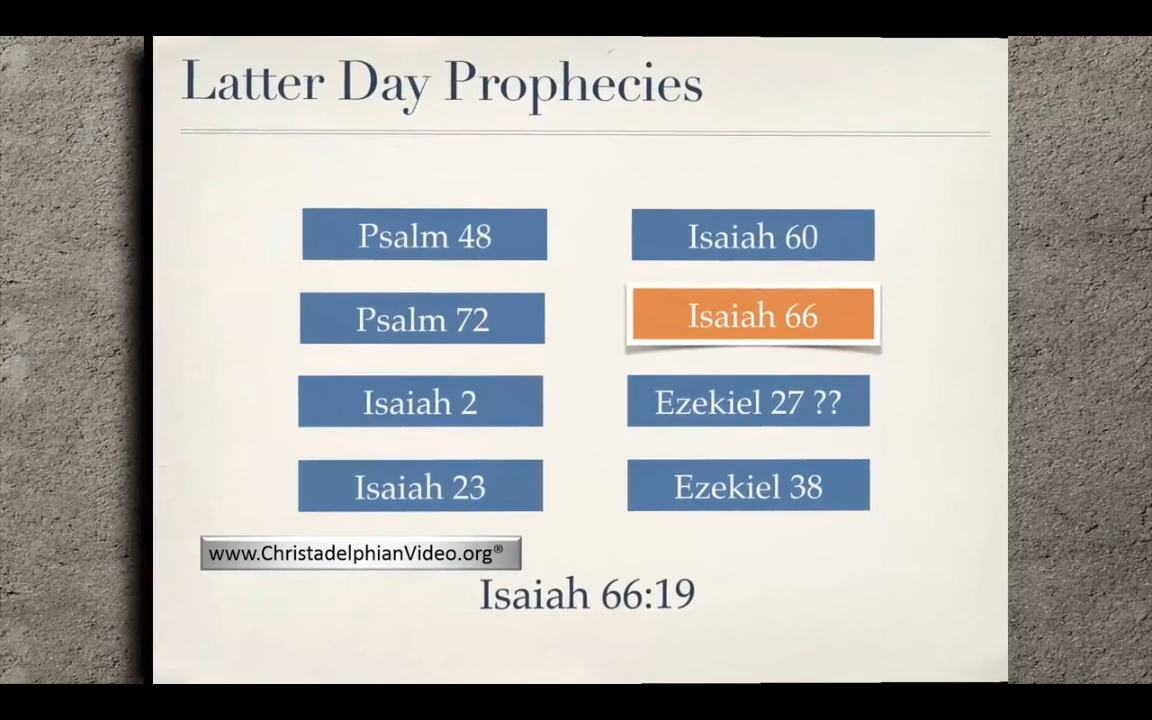 Latter Day Prophecies
Psalm 48
Isaiah 60
Psalm 72
Isaiah 66
Isaiah 2
Ezekiel 27 ??
Isaiah 23
Ezekiel 38
www.ChristadelphianVideo.org®
Isaiah 66:19